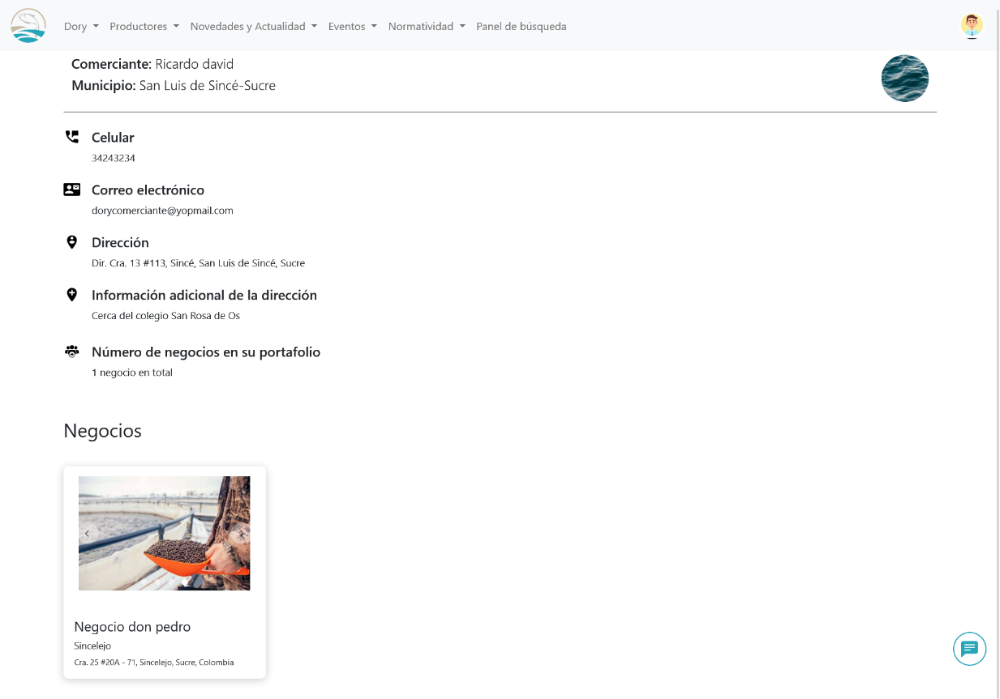 Dory Productores Novedades y Actualidad Eventos Normatividad Panel de búsqueda
Comerciante: Ricardo david
Municipio: San Luis de Sincé-Sucre
Celular
34243234
Correo electrónico
dorycomerciante@yopmail.com
Dirección
Dir. Cra. 13 #113, Sincé, San Luis de Sincé, Sucre
Información adicional de la dirección
Cerca del colegio San Rosa de Os
Número de negocios en su portafolio
1 negocio en total
Negocios
Negocio don pedro
Sincelejo
Cra. 25 #20A - 71, Sincelejo, Sucre, Colombia